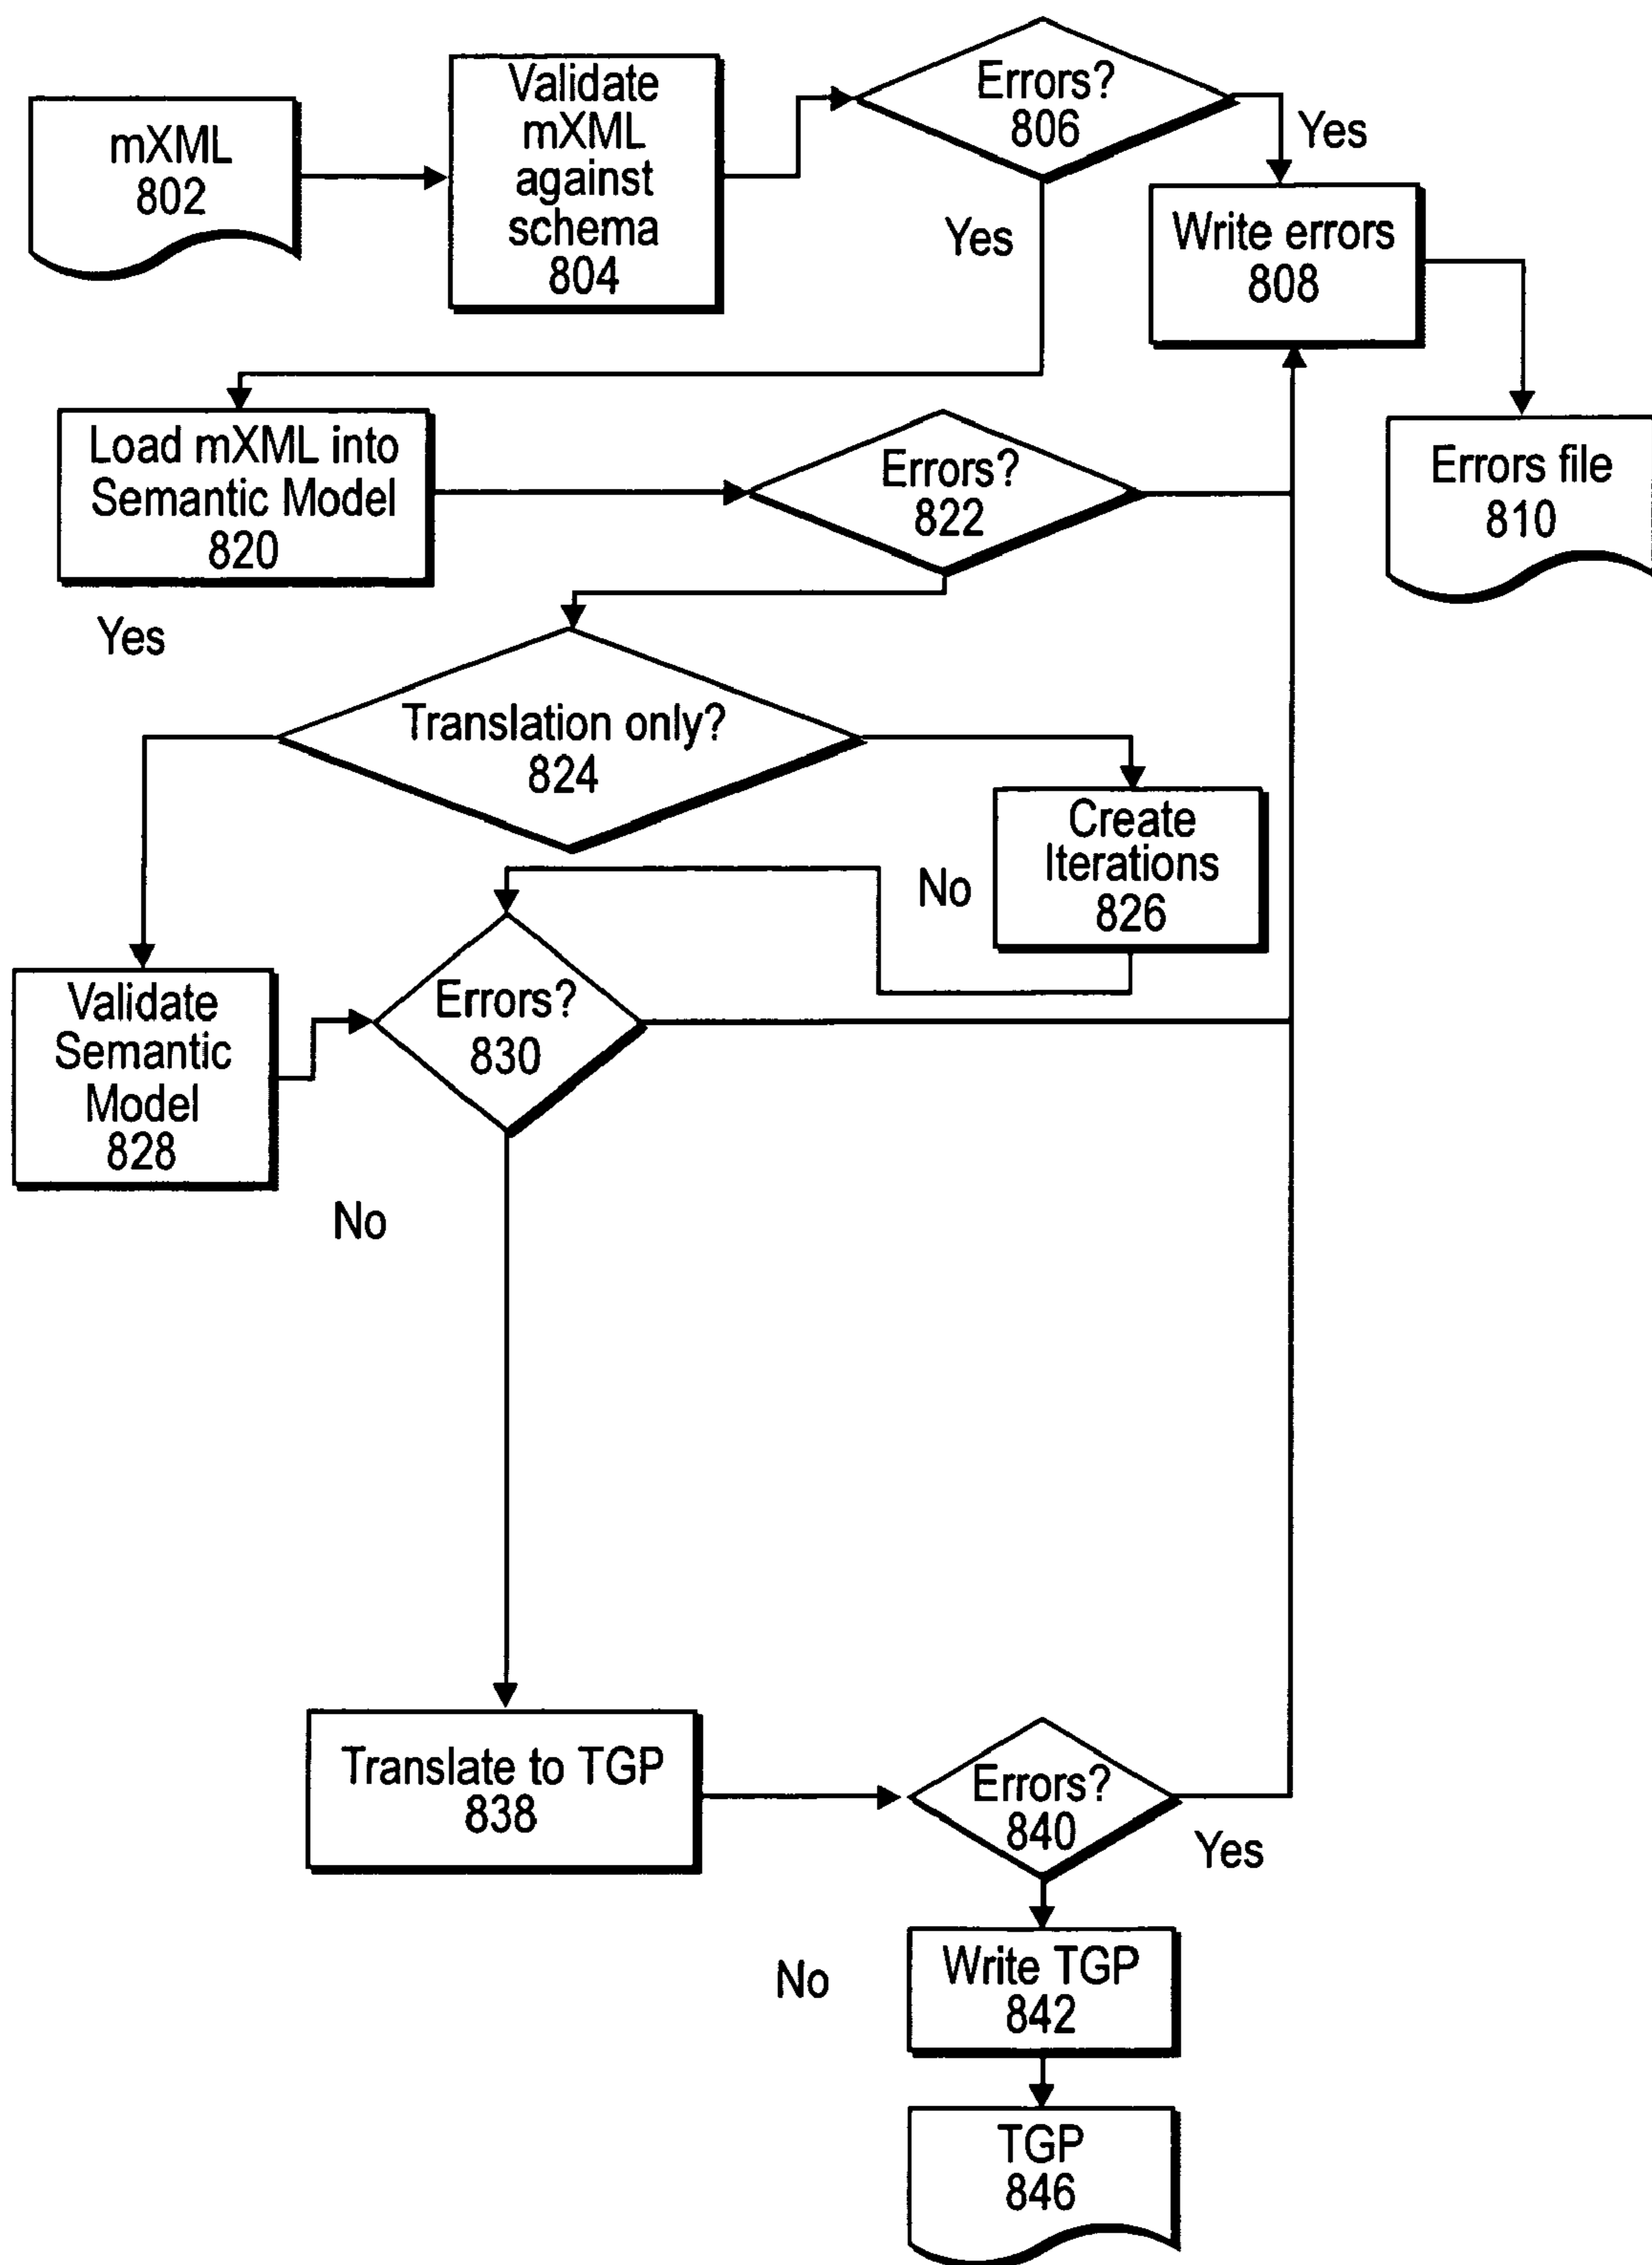 mXML
802
Validate
mXML
against
schema
804
Errors?
806
Yes
Yes
Write errors
808
Load mXML into
Semantic Model
820
Errors?
822
Errors file
810
Yes
Translation only?
824
Create
Iterations
826
No
Validate
Semantic
Model
828
Errors?
830
No
Translate to TGP
838
Errors?
840
Yes
No
Write TGP
842
TGP
846